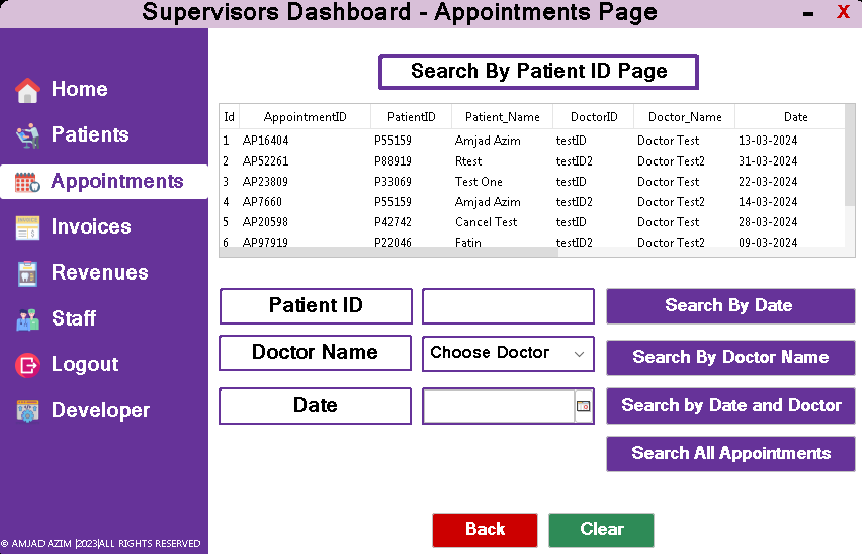 Supervisors Dashboard - Appointments Page
X
Home
Patients
Appointments
Invoices
Revenues
Staff
Logout
Developer
© AMJAD AZIM |2023|ALL RIGHTS RESERVED
Search By Patient ID Page
Id AppointmentID PatientID Patient_Name DoctorID Doctor_Name Date
1 AP16404 P55159 Amjad Azim testID Doctor Test 13-03-2024
2 AP52261 P88919 Rtest testID2 Doctor Test2 31-03-2024
3 AP23809 P33069 Test One testID Doctor Test 22-03-2024
4 AP7660 P55159 Amjad Azim testID2 Doctor Test2 14-03-2024
5 AP20598 P42742 Cancel Test testID Doctor Test 28-03-2024
6 AP97919 P22046 Fatin testID2 Doctor Test2 09-03-2024
Patient ID
Search By Date
Doctor Name Choose Doctor
Search By Doctor Name
Date
Search by Date and Doctor
Search All Appointments
Back Clear